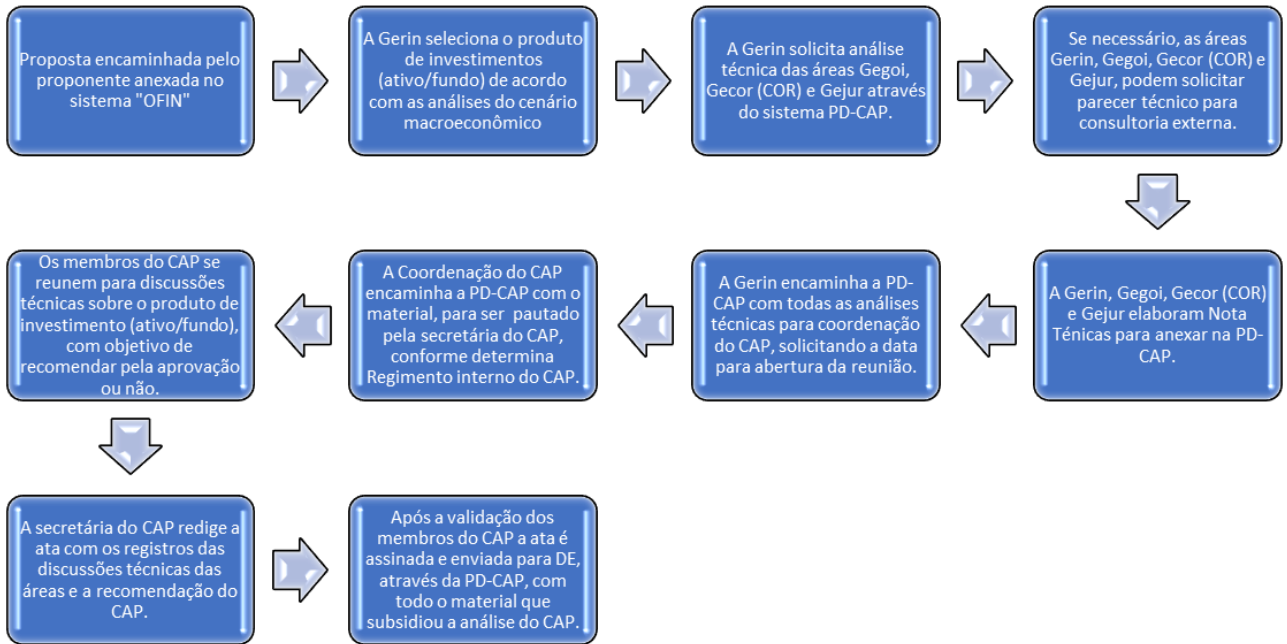 Proposta encaminhada pelo
proponente anexada no
sistema "OFIN"
A Gerin seleciona o produto
de investimentos
(ativo/fundo) de acordo
com as análises do cenário
macroeconômico
A Gerin solicita análise
técnica das áreas Gegoi,
Gecor (COR) e Gejur através
do sistema PD-CAP.
Se necessário, as áreas
Gerin, Gegoi, Gecor (COR) e
Gejur, podem solicitar
parecer técnico para
consultoria externa.
A Gerin, Gegoi, Gecor (COR)
e Gejur elaboram Nota
Ténicas para anexar na PD-
CAP.
A Gerin encaminha a PD-
CAP com todas as análises
técnicas para coordenação
do CAP, solicitando a data
para abertura da reunião.
A Coordenação do CAP
encaminha a PD-CAP com o
material, para ser pautado
pela secretária do CAP,
conforme determina
Regimento interno do CAP.
Os membros do CAP se
reunem para discussões
técnicas sobre o produto de
investimento (ativo/fundo),
com objetivo de
recomendar pela aprovação
ou não.
A secretária do CAP redige a
ata com os registros das
discussões técnicas das
áreas e a recomendação do
CAP.
Após a validação dos
membros do CAP a ata é
assinada e enviada para DE,
através da PD-CAP, com
todo o material que
subsidiou a análise do CAP.